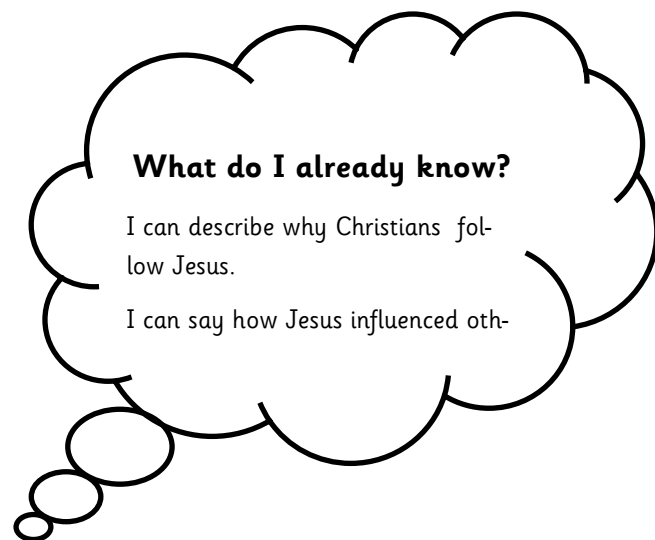 What do I already know?
I can describe why Christians  fol-
low Jesus.
I can say how Jesus influenced oth-